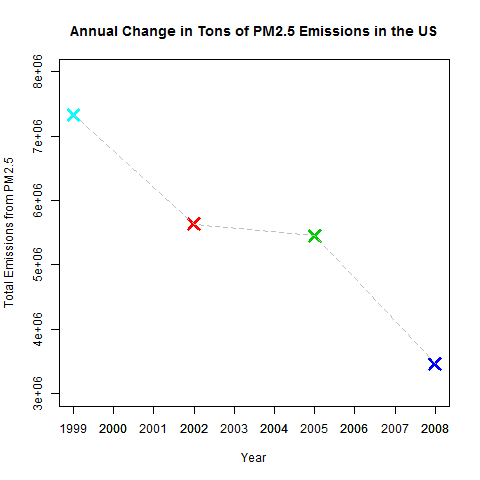 Annual Change in Tons of PM2.5 Emissions in the US
8e+06
7e+06
6e+06
5e+06
4e+06
3e+06
Total Emissions from PM2.5
1999 2000 2001 2002 2003 2004 2005 2006 2007 2008
Year